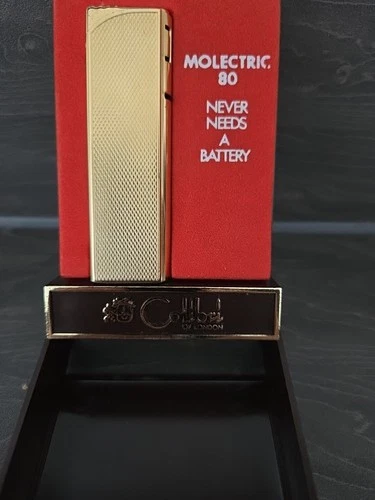 MOLECTRIC.
80
NEVER
NEEDS
A
BATTERY
Colibri
OF LONDON